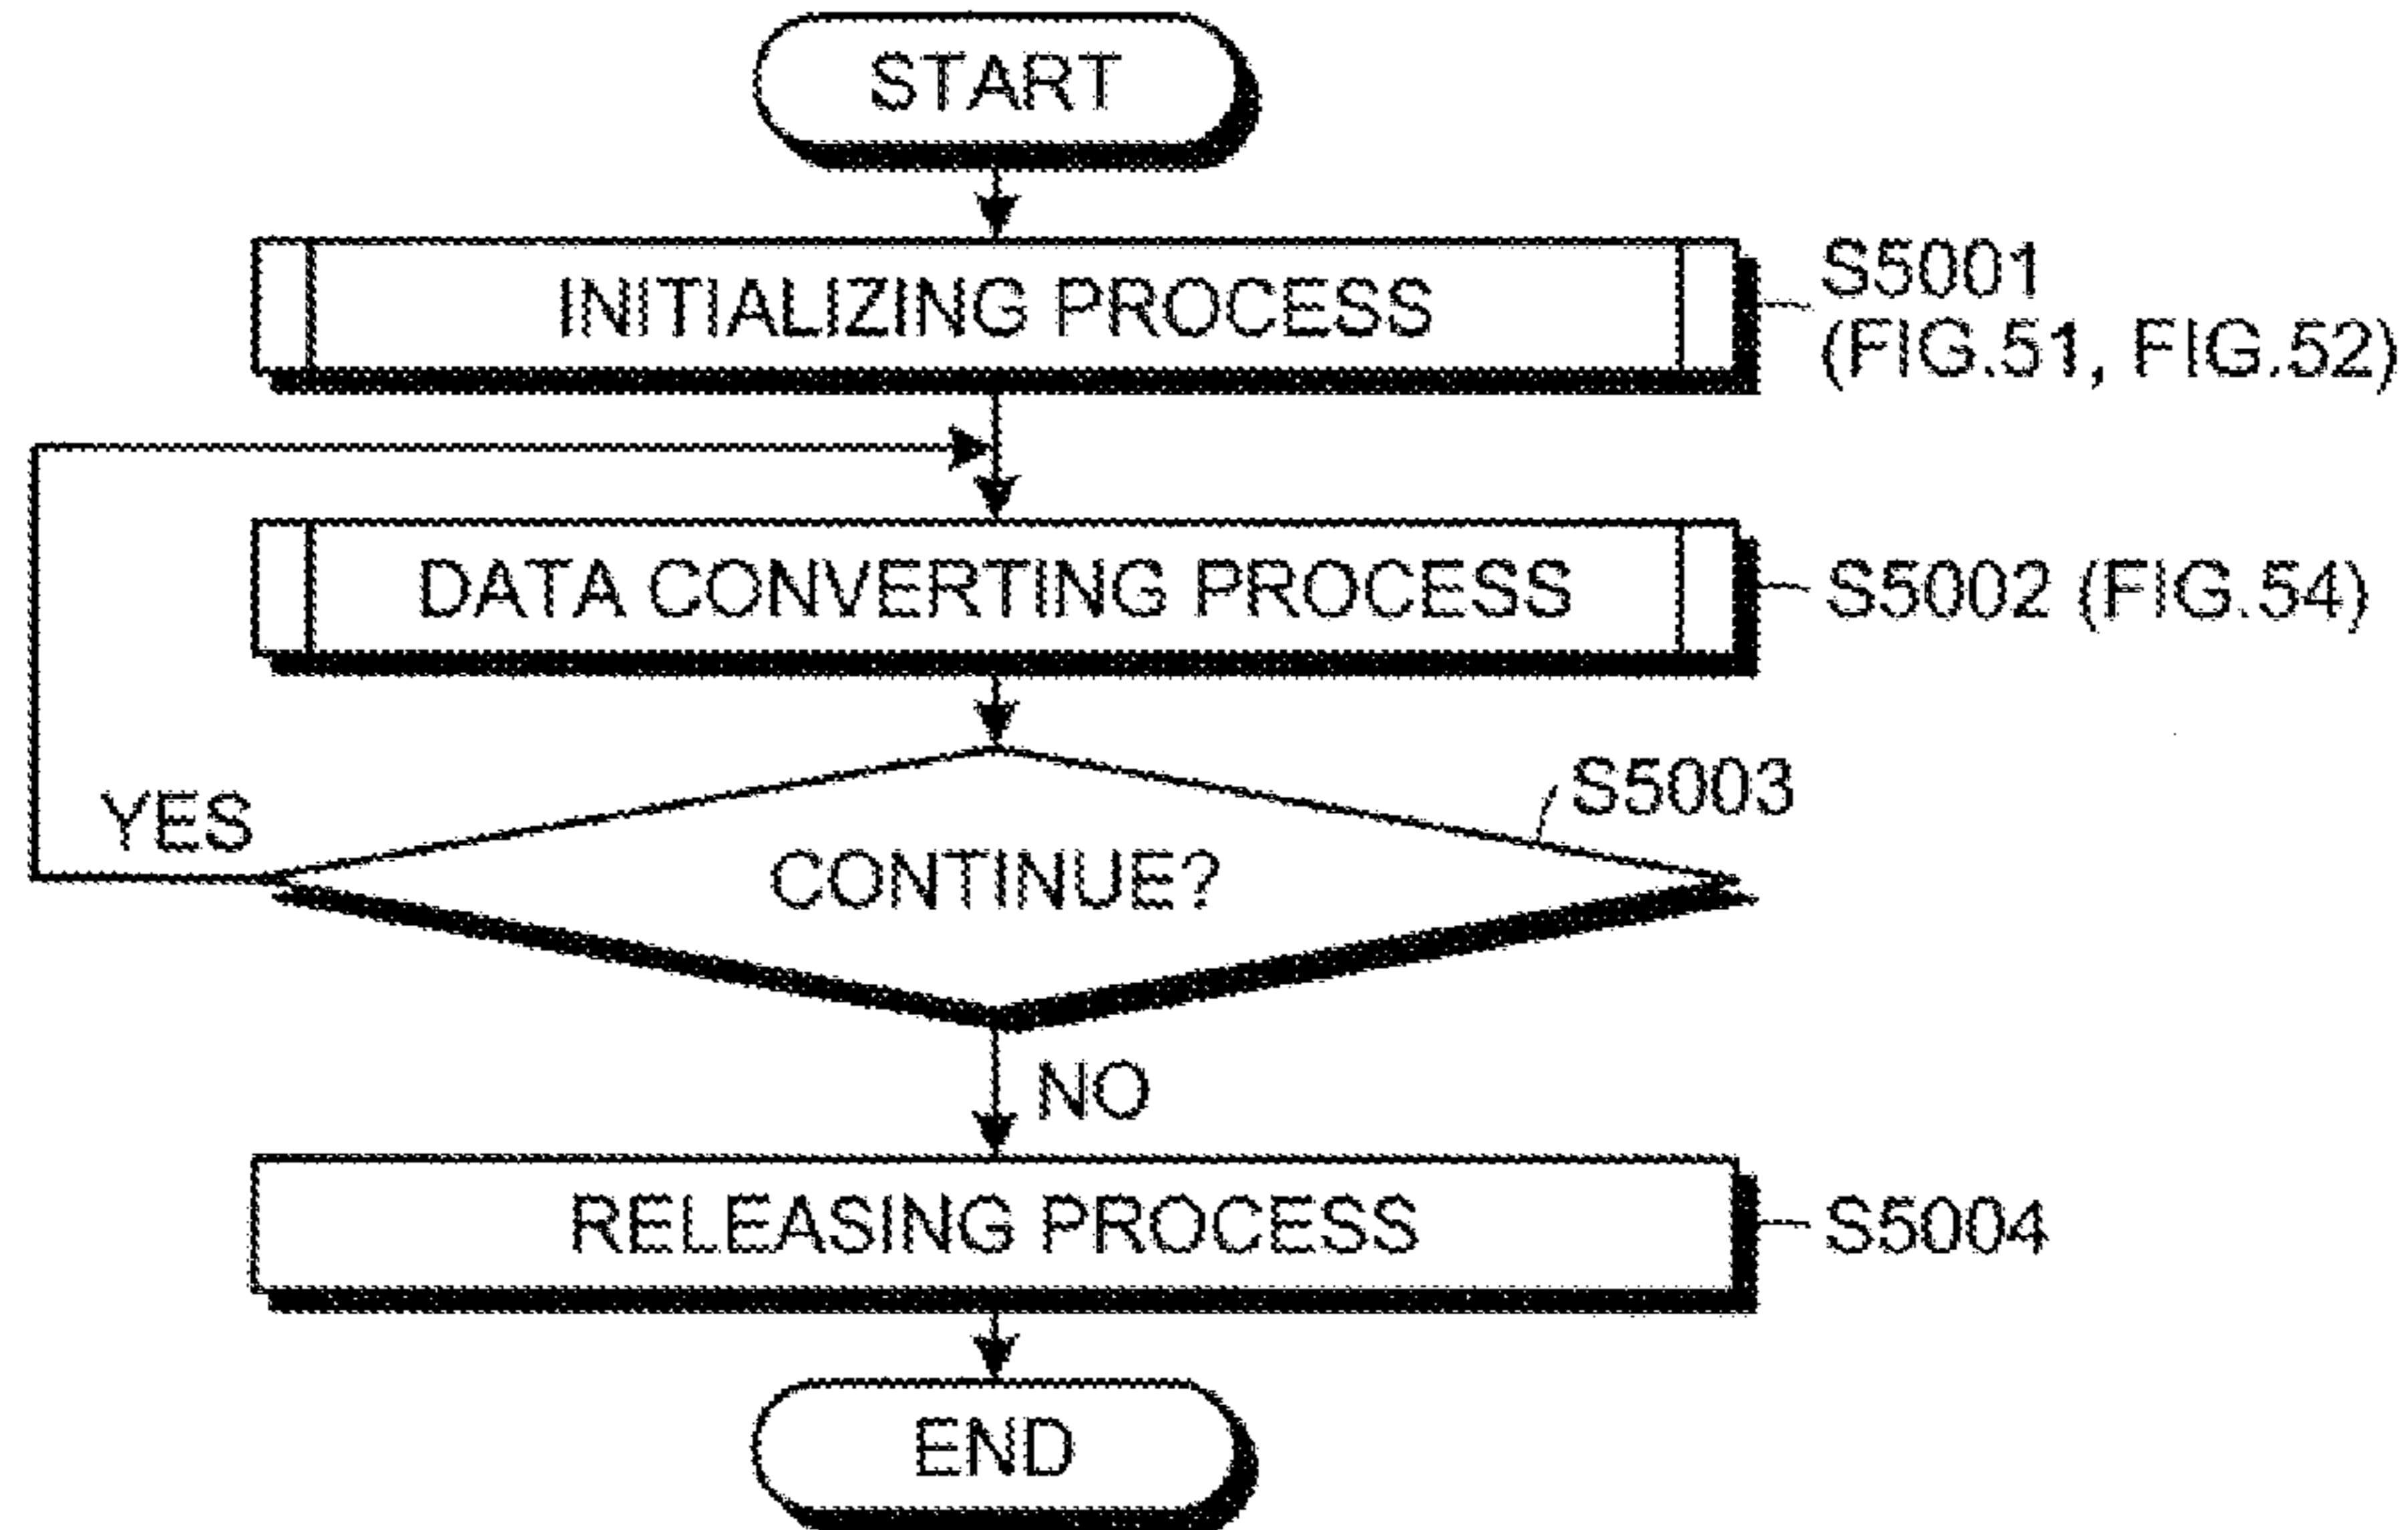 START
INITIALIZING PROCESS
S5001
(FIG.51, FIG.52)
DATA CONVERTING PROCESS
S5002 (FIG.54)
S5003
YES
CONTINUE?
NO
RELEASING PROCESS
S5004
END